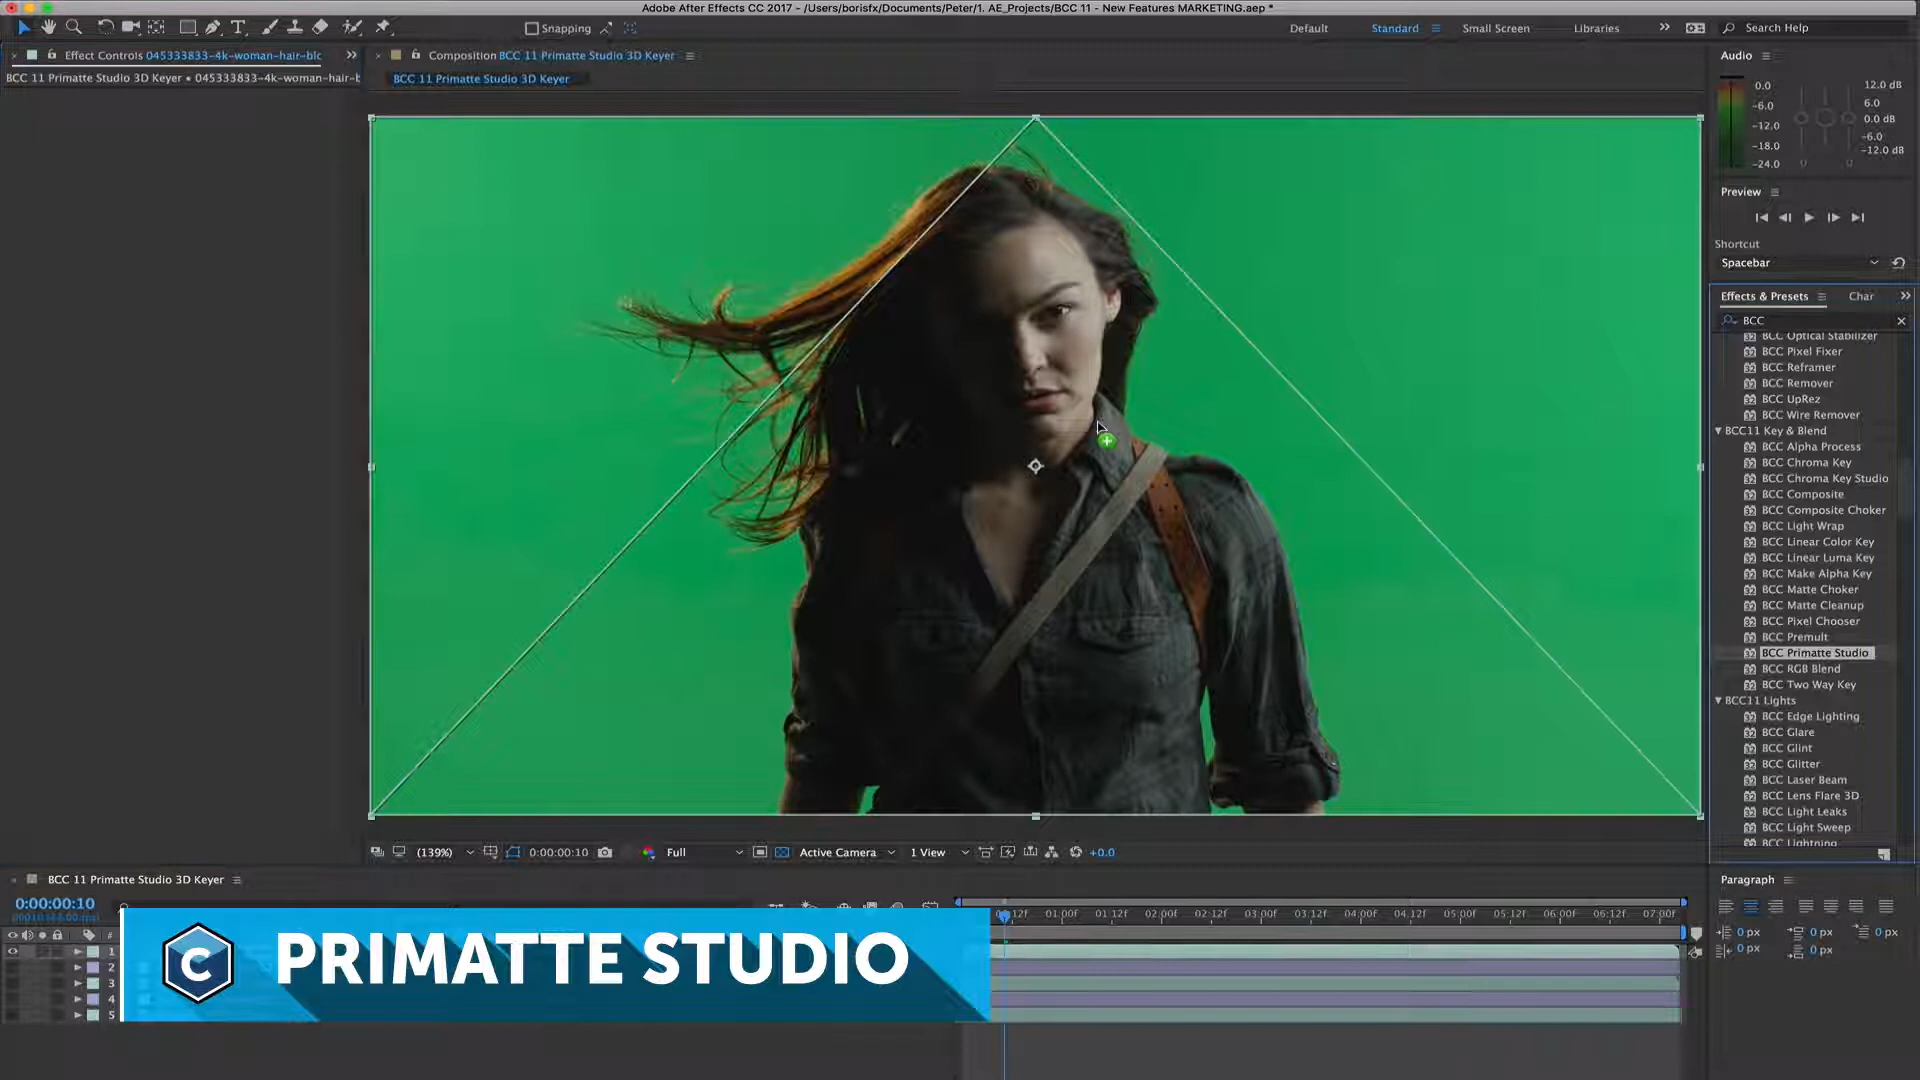 Adobe After Effects CC 2017 - /Users/borisfx/Documents/Peter/1. AE_Projects/BCC 11 - New Features MARKETING.aep *
Snapping
Default
Standard
Small Screen
Libraries
Search Help
Effect Controls 045333833-4k-woman-hair-blc
Composition BCC 11 Primatte Studio 3D Keyer
BCC 11 Primatte Studio 3D Keyer • 045333833-4k-woman-hair-b
BCC 11 Primatte Studio 3D Keyer
Audio
0.0
-6.0
-12.0
-18.0
-24.0
12.0 dB
6.0
0.0 dB
-6.0
-12.0 dB
Preview
Shortcut
Spacebar
Effects & Presets
Char
BCC
BCC Optical Stabilizer
BCC Pixel Fixer
BCC Reframer
BCC Remover
BCC UpRez
BCC Wire Remover
BCC11 Key & Blend
BCC Alpha Process
BCC Chroma Key
BCC Chroma Key Studio
BCC Composite
BCC Composite Choker
BCC Light Wrap
BCC Linear Color Key
BCC Linear Luma Key
BCC Make Alpha Key
BCC Matte Choker
BCC Matte Cleanup
BCC Pixel Chooser
BCC Premult
BCC Primatte Studio
BCC RGB Blend
BCC Two Way Key
BCC11 Lights
BCC Edge Lighting
BCC Glare
BCC Glint
BCC Glitter
BCC Laser Beam
BCC Lens Flare 3D
BCC Light Leaks
BCC Light Sweep
BCC Lightning
(139%)
0:00:00:10
Full
Active Camera
1 View
+0.0
BCC 11 Primatte Studio 3D Keyer
Paragraph
0:00:00:10
12f 01:00f 01:12f 02:00f 02:12f 03:00f 03:12f 04:00f 04:12f 05:00f 05:12f 06:00f 06:12f 07:00f
0 px
0 px
0 px
0 px
0 px
#
1
2
3
4
5
C
PRIMATTE STUDIO